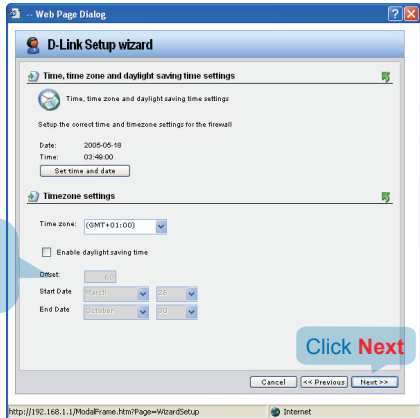 -- Web Page Dialog
D-Link Setup wizard
Time, time zone and daylight saving time settings
Time, time zone and daylight saving time settings
Setup the correct time and timezone settings for the firewall
Date: 2005-05-18
Time: 03:49:00
Set time and date
Timezone settings
Time zone: (GMT+01:00)
Enable daylight saving time
Offset: 60
Start Date March 26
End Date October 30
Click Next
Cancel << Previous Next >>
http://192.168.1.1/ModalFrame.htm?Page=WizardSetup Internet